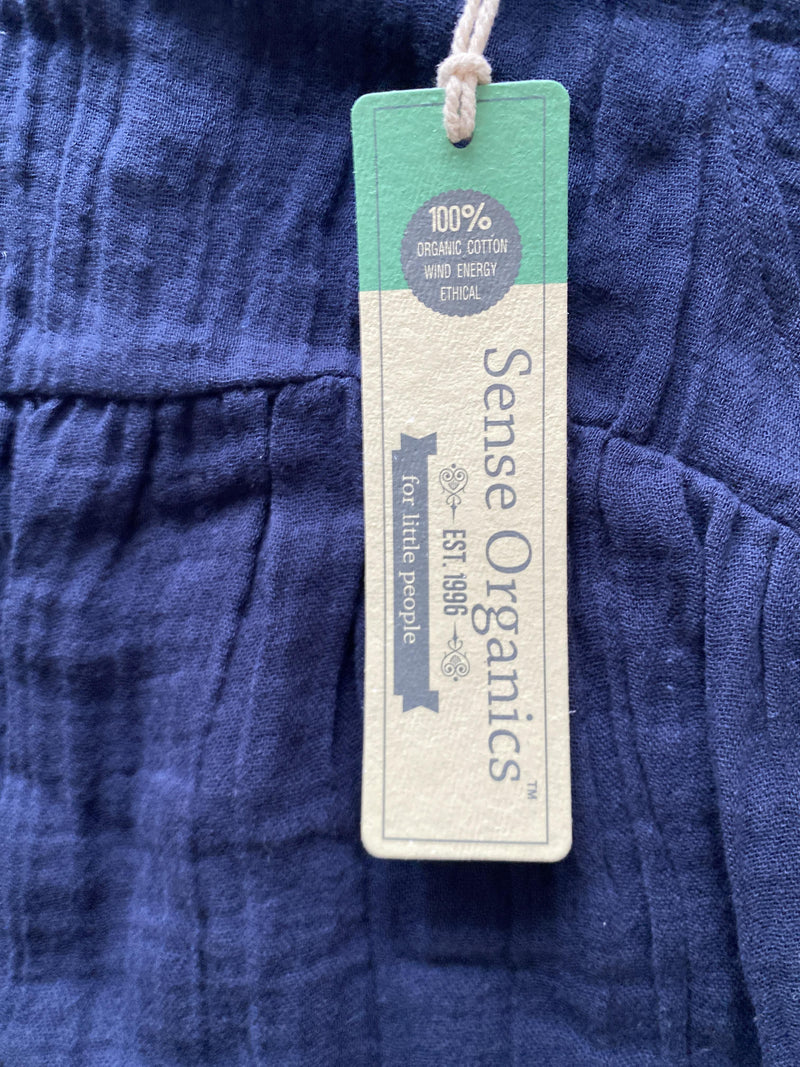 100%
ORGANIC COTTON
WIND ENERGY
ETHICAL
Sense Organics™
EST. 1996
for little people